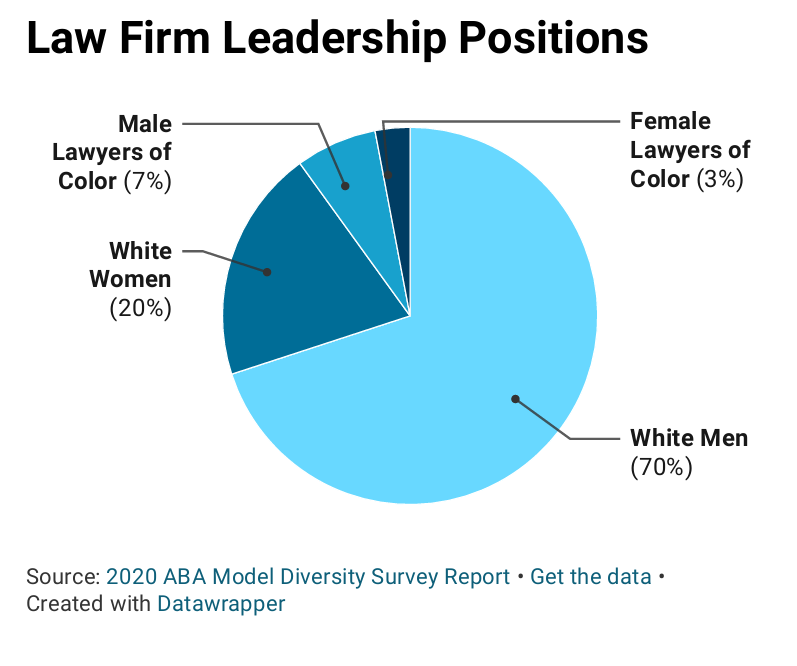 Law Firm Leadership Positions
Male
Lawyers of
Color (7%)
Female
Lawyers of
Color (3%)
White
Women
(20%)
White Men
(70%)
Source: 2020 ABA Model Diversity Survey Report • Get the data •
Created with Datawrapper